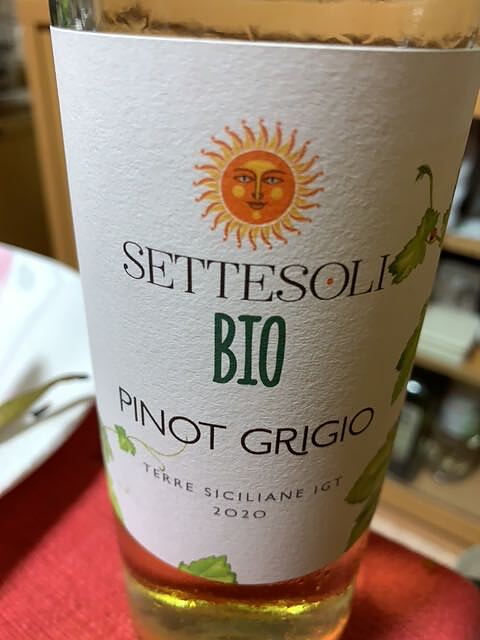 SETTESOLI
BIO
PINOT GRIGIO
TERRE SICILIANE IGT
2020